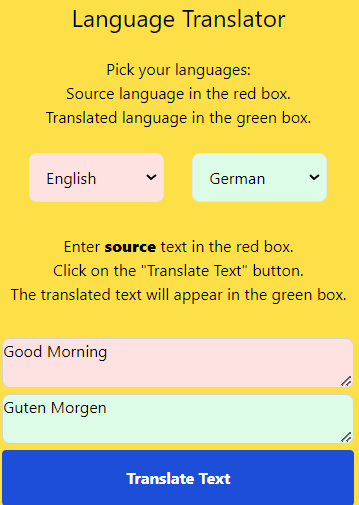 Language Translator
Pick your languages:
Source language in the red box.
Translated language in the green box.
English German
Enter source text in the red box.
Click on the "Translate Text" button.
The translated text will appear in the green box.
Good Morning
Guten Morgen
Translate Text